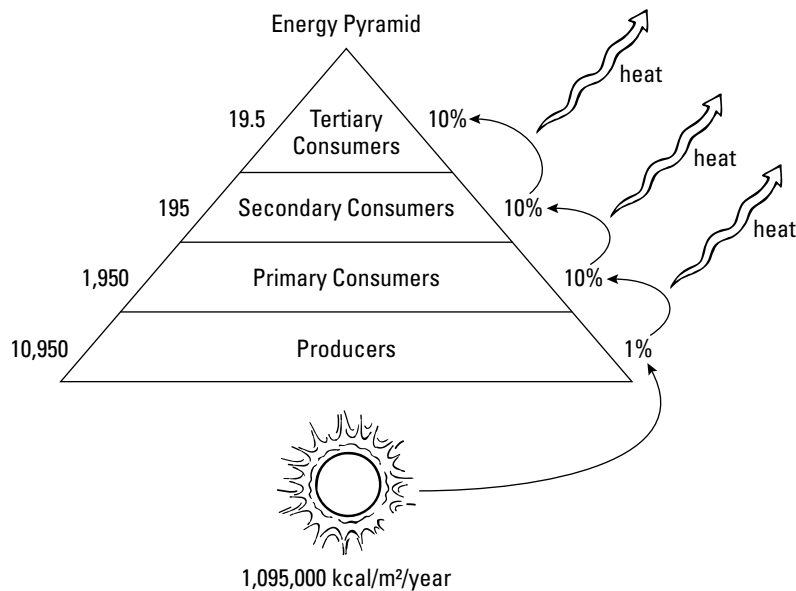 Energy Pyramid
heat
19.5
Tertiary
Consumers
10%
heat
195
Secondary Consumers
10%
heat
1,950
Primary Consumers
10%
10,950
Producers
1%
1,095,000 kcal/m²/year